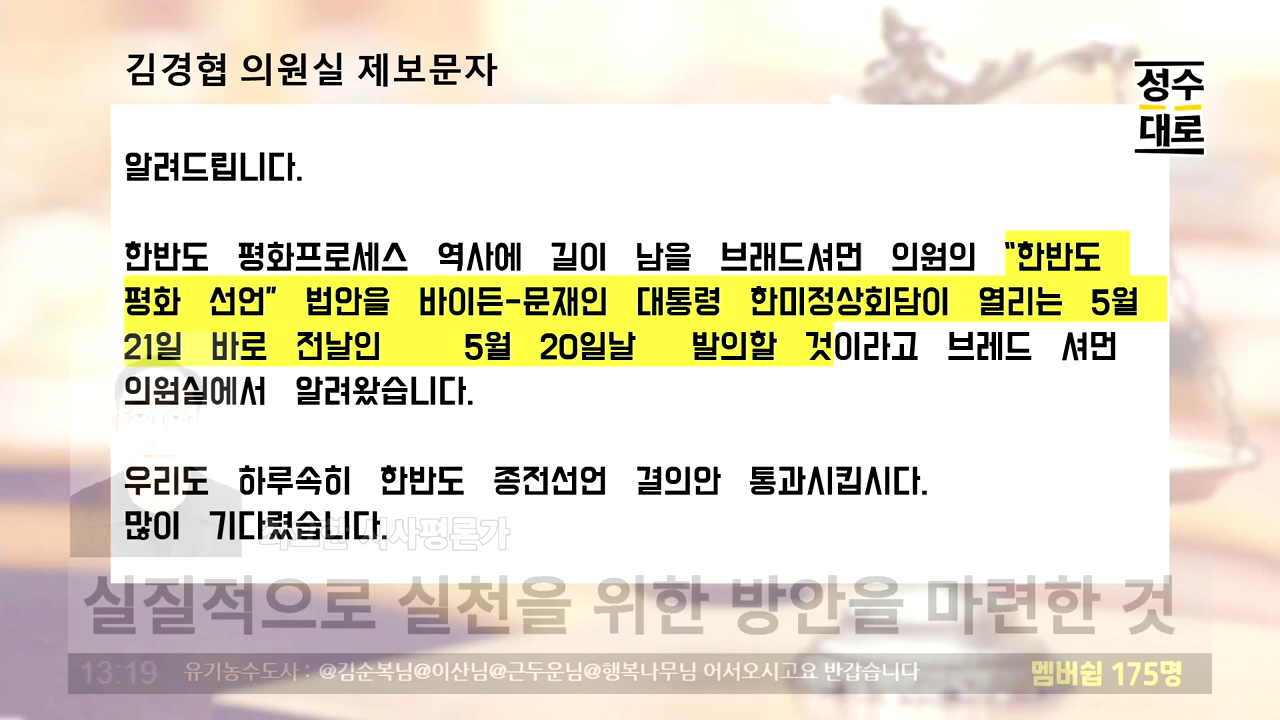 김경협 의원실 제보문자
성수
대로
알려드립니다.
한반도 평화프로세스 역사에 길이 남을 브래드셔먼 의원의 “한반도
평화 선언” 법안을 바이든-문재인 대통령 한미정상회담이 열리는 5월
21일 바로 전날인 5월 20일날 발의할 것이라고 브레드 셔먼
의원실에서 알려왔습니다.
우리도 하루속히 한반도 종전선언 결의안 통과시킵시다.
많이 기다렸습니다.
시사평론가
실질적으로 실천을 위한 방안을 마련한 것
13:19 유기농수도사 : @김순복님@이산님@근두운님@행복나무님 어서오시고요 반갑습니다 멤버쉽 175명